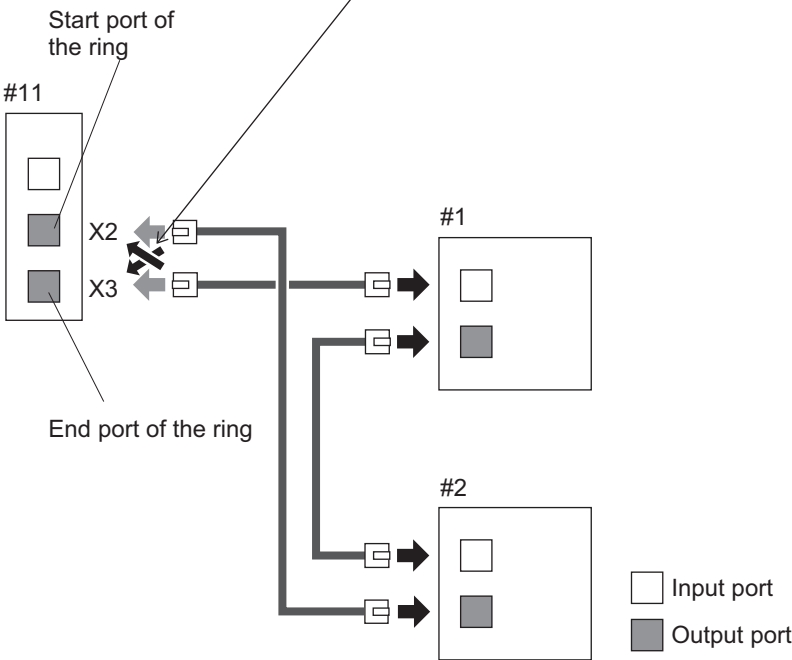 Start port of
the ring
#11
X2
X3
#1
End port of the ring
#2
Input port
Output port